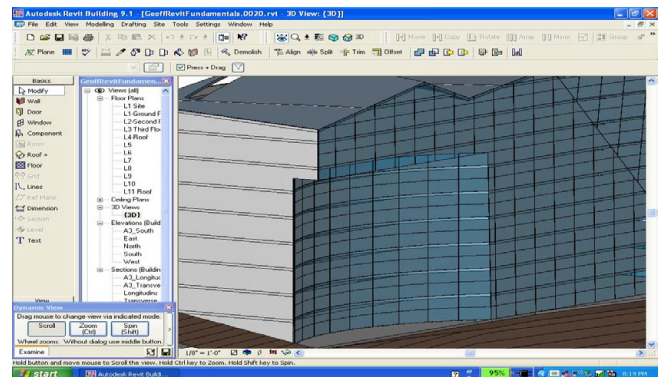 Autodesk Revit Building 9.1 - [GeoffRevitFundamentals.0020.rvt - 3D View: {3D}]
File Edit View Modelling Drafting Site Tools Settings Window Help
Move Copy Rotate Array Mirror Group
Plane Demolish Align Split Trim Offset
Press + Drag
Basics
Modify
Wall
Door
Window
Component
Room
Roof »
Floor
Grid
Lines
Ref Plane
Dimension
Section
Level
Text
View
GeoffRevitFundamen...
Views (all)
Floor Plans
L1 Site
L1-Ground F
L2-Second F
L3 Third Flo
L4-Roof
L5
L6
L7
L8
L9
L10
L11 Roof
Ceiling Plans
3D Views
{3D}
Elevations (Build
A3_South
East
North
South
West
Sections (Buildin
A3_Longituc
A3_Transve
Longitudin
Transverse
Dynamic View
Drag mouse to change view via indicated mode.
Scroll Zoom (Ctrl) Spin (Shift)
Wheel zooms. Without dialog use middle button.
Examine
1/8" = 1'-0"
Hold button and move mouse to Scroll the view. Hold Ctrl key to Zoom. Hold Shift key to Spin.
start Autodesk Revit Buildi... 95% 8:19 PM